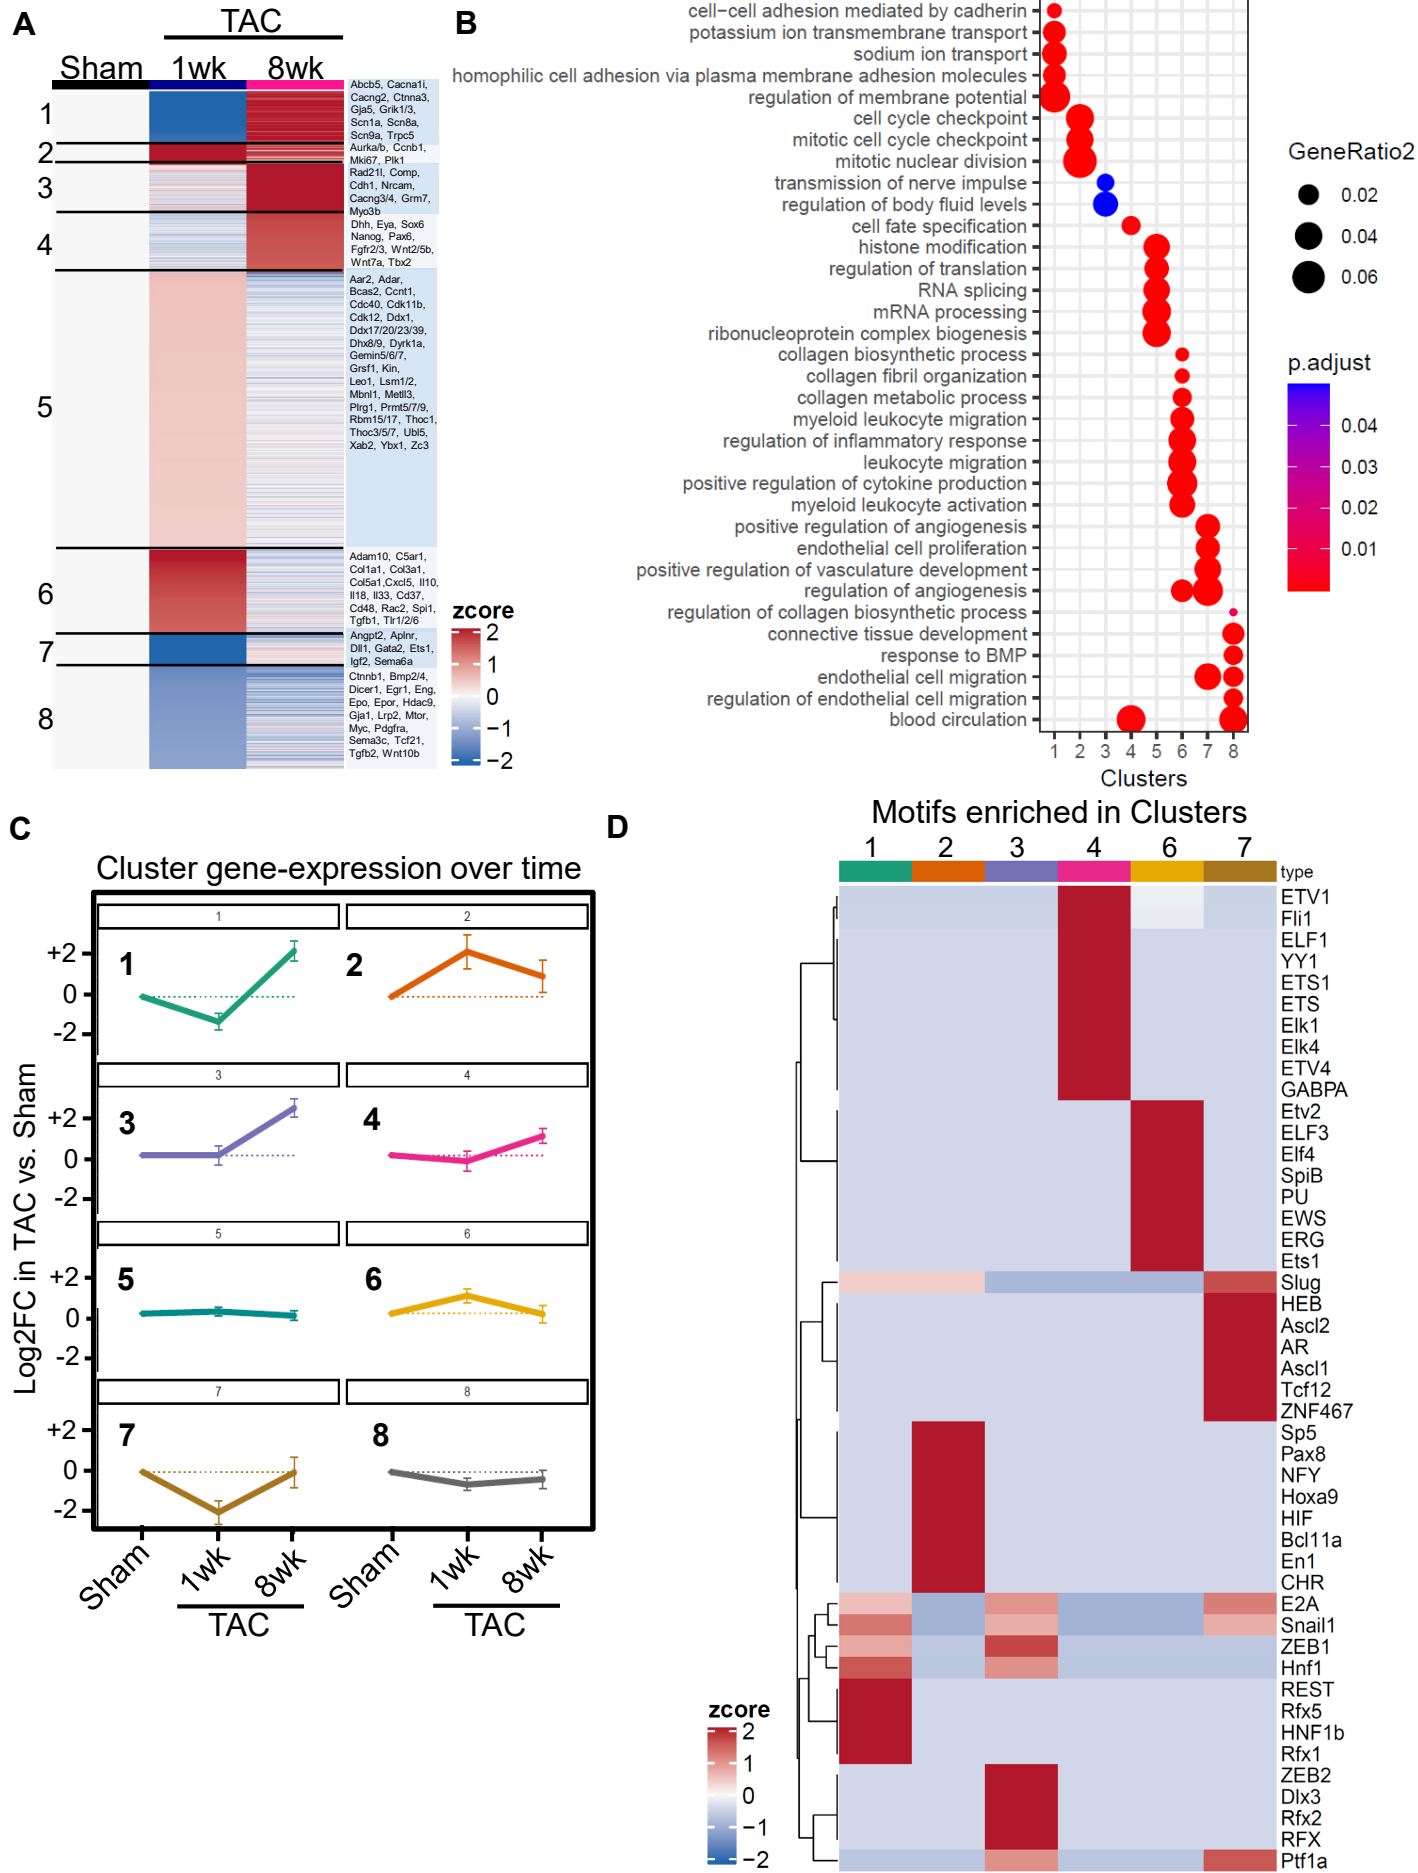 A
TAC
Sham 1wk 8wk
1
2
3
4
5
6
7
8
Abcb5, Cacna1i,
Cacng2, Ctnna3,
Gja5, Grik1/3,
Scn1a, Scn8a,
Scn9a, Trpc5
Aurka/b, Ccnb1,
Mki67, Plk1
Rad21l, Comp,
Cdh1, Nrcam,
Cacng3/4, Grm7,
Myo3b
Dhh, Eya, Sox6
Nanog, Pax6,
Fgfr2/3, Wnt2/5b,
Wnt7a, Tbx2
Aar2, Adar,
Bcas2, Ccnt1,
Cdc40, Cdk11b,
Cdk12, Ddx1,
Ddx17/20/23/39,
Dhx8/9, Dyrk1a,
Gemin5/6/7,
Grsf1, Kin,
Leo1, Lsm1/2,
Mbnl1, Mettl3,
Plrg1, Prmt5/7/9,
Rbm15/17, Thoc1,
Thoc3/5/7, Ubl5,
Xab2, Ybx1, Zc3
Adam10, C5ar1,
Col1a1, Col3a1,
Col5a1,Cxcl5, Il10,
Il18, Il33, Cd37,
Cd48, Rac2, Spi1,
Tgfb1, Tlr1/2/6
Angpt2, Aplnr,
Dll1, Gata2, Ets1,
Igf2, Sema6a
Ctnnb1, Bmp2/4,
Dicer1, Egr1, Eng,
Epo, Epor, Hdac9,
Gja1, Lrp2, Mtor,
Myc, Pdgfra,
Sema3c, Tcf21,
Tgfb2, Wnt10b
zcore
2
1
0
−1
−2
B
cell−cell adhesion mediated by cadherin
potassium ion transmembrane transport
sodium ion transport
homophilic cell adhesion via plasma membrane adhesion molecules
regulation of membrane potential
cell cycle checkpoint
mitotic cell cycle checkpoint
mitotic nuclear division
transmission of nerve impulse
regulation of body fluid levels
cell fate specification
histone modification
regulation of translation
RNA splicing
mRNA processing
ribonucleoprotein complex biogenesis
collagen biosynthetic process
collagen fibril organization
collagen metabolic process
myeloid leukocyte migration
regulation of inflammatory response
leukocyte migration
positive regulation of cytokine production
myeloid leukocyte activation
positive regulation of angiogenesis
endothelial cell proliferation
positive regulation of vasculature development
regulation of angiogenesis
regulation of collagen biosynthetic process
connective tissue development
response to BMP
endothelial cell migration
regulation of endothelial cell migration
blood circulation
1 2 3 4 5 6 7 8
Clusters
GeneRatio2
0.02
0.04
0.06
p.adjust
0.04
0.03
0.02
0.01
C
Cluster gene-expression over time
Log2FC in TAC vs. Sham
1 2
+2 1 2
0
-2
3 4
+2 3 4
0
-2
5 6
+2 5 6
0
-2
7 8
+2 7 8
0
-2
Sham 1wk 8wk Sham 1wk 8wk
TAC TAC
D
Motifs enriched in Clusters
1 2 3 4 6 7
type
ETV1
Fli1
ELF1
YY1
ETS1
ETS
Elk1
Elk4
ETV4
GABPA
Etv2
ELF3
Elf4
SpiB
PU
EWS
ERG
Ets1
Slug
HEB
Ascl2
AR
Ascl1
Tcf12
ZNF467
Sp5
Pax8
NFY
Hoxa9
HIF
Bcl11a
En1
CHR
E2A
Snail1
ZEB1
Hnf1
REST
Rfx5
HNF1b
Rfx1
ZEB2
Dlx3
Rfx2
RFX
Ptf1a
zcore
2
1
0
−1
−2